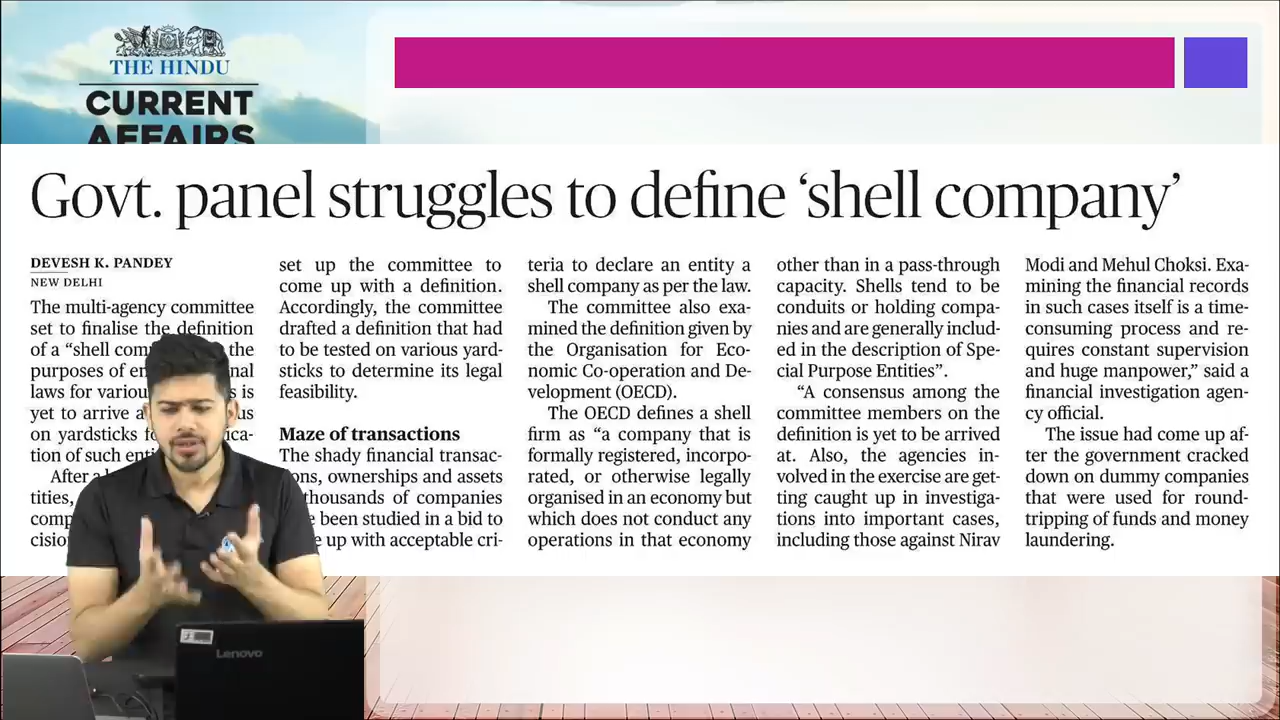 THE HINDU
CURRENT
AFFAIRS
Govt. panel struggles to define ‘shell company’
DEVESH K. PANDEY
NEW DELHI
The multi-agency committee
set to finalise the definition
of a “shell the
purposes of
laws for is
yet to arrive
on yardsticks
tion of such
After a
set up the committee to
come up with a definition.
Accordingly, the committee
drafted a definition that had
to be tested on various yard-
sticks to determine its legal
feasibility.
Maze of transactions
The shady financial transac-
ownerships and assets
thousands of companies
been studied in a bid to
up with acceptable cri-
teria to declare an entity a
shell company as per the law.
The committee also exa-
mined the definition given by
the Organisation for Eco-
nomic Co-operation and De-
velopment (OECD).
The OECD defines a shell
firm as “a company that is
formally registered, incorpo-
rated, or otherwise legally
organised in an economy but
which does not conduct any
operations in that economy
other than in a pass-through
capacity. Shells tend to be
conduits or holding compa-
nies and are generally includ-
ed in the description of Spe-
cial Purpose Entities”.
“A consensus among the
committee members on the
definition is yet to be arrived
at. Also, the agencies in-
volved in the exercise are get-
ting caught up in investiga-
tions into important cases,
including those against Nirav
Modi and Mehul Choksi. Exa-
mining the financial records
in such cases itself is a time-
consuming process and re-
quires constant supervision
and huge manpower,” said a
financial investigation agen-
cy official.
The issue had come up af-
ter the government cracked
down on dummy companies
that were used for round-
tripping of funds and money
laundering.
Lenovo